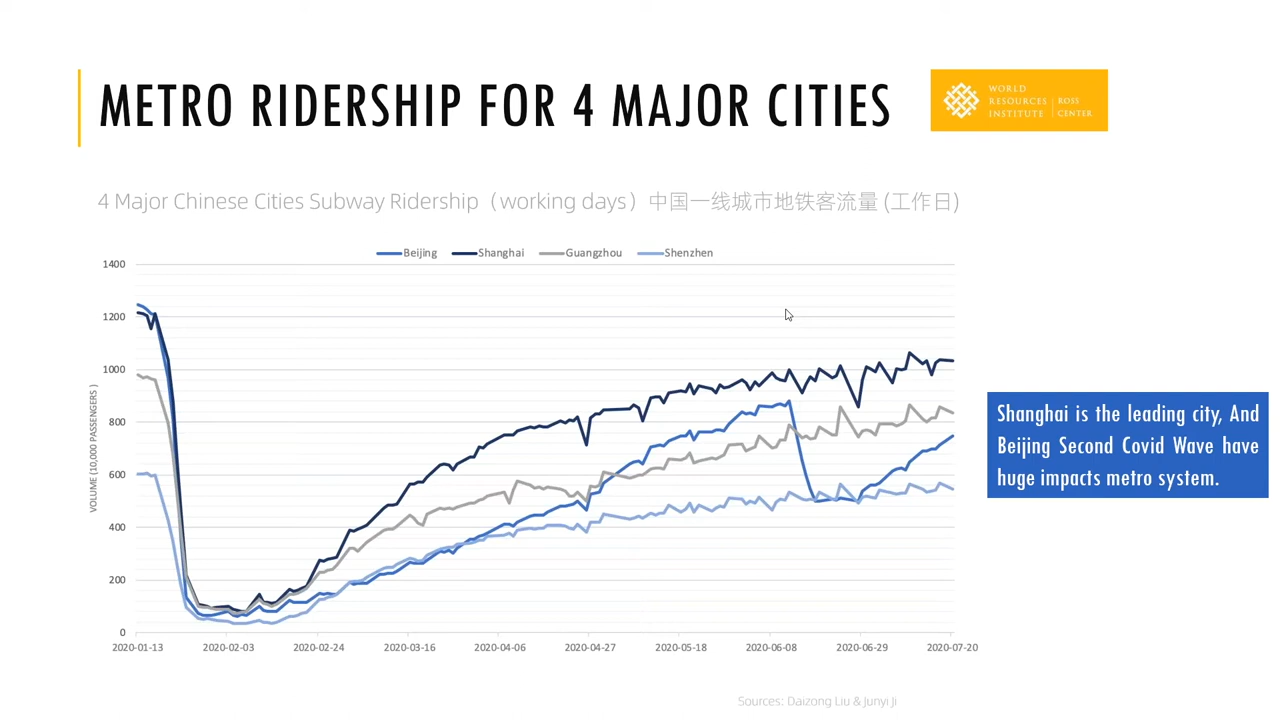 METRO RIDERSHIP FOR 4 MAJOR CITIES
WORLD
RESOURCES
INSTITUTE
ROSS
CENTER
4 Major Chinese Cities Subway Ridership（working days）中国一线城市地铁客流量 (工作日)
Beijing Shanghai Guangzhou Shenzhen
VOLUME (10,000 PASSENGERS )
1400
1200
1000
800
600
400
200
0
2020-01-13 2020-02-03 2020-02-24 2020-03-16 2020-04-06 2020-04-27 2020-05-18 2020-06-08 2020-06-29 2020-07-20
Shanghai is the leading city, And
Beijing Second Covid Wave have
huge impacts metro system.
Sources: Daizong Liu & Junyi Ji